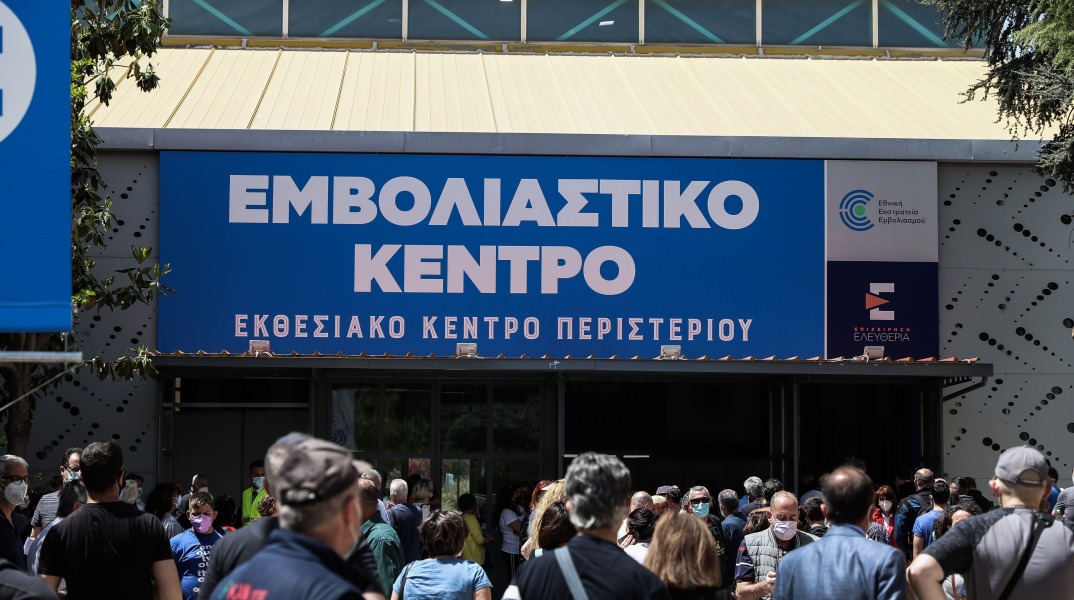 ΕΜΒΟΛΙΑΣΤΙΚΟ
ΚΕΝΤΡΟ
ΕΚΘΕΣΙΑΚΟ ΚΕΝΤΡΟ ΠΕΡΙΣΤΕΡΙΟΥ
Εθνική
Εκστρατεία
Εμβολιασμού
ΕΠΙΧΕΙΡΗΣΗ
ΕΛΕΥΘΕΡΙΑ